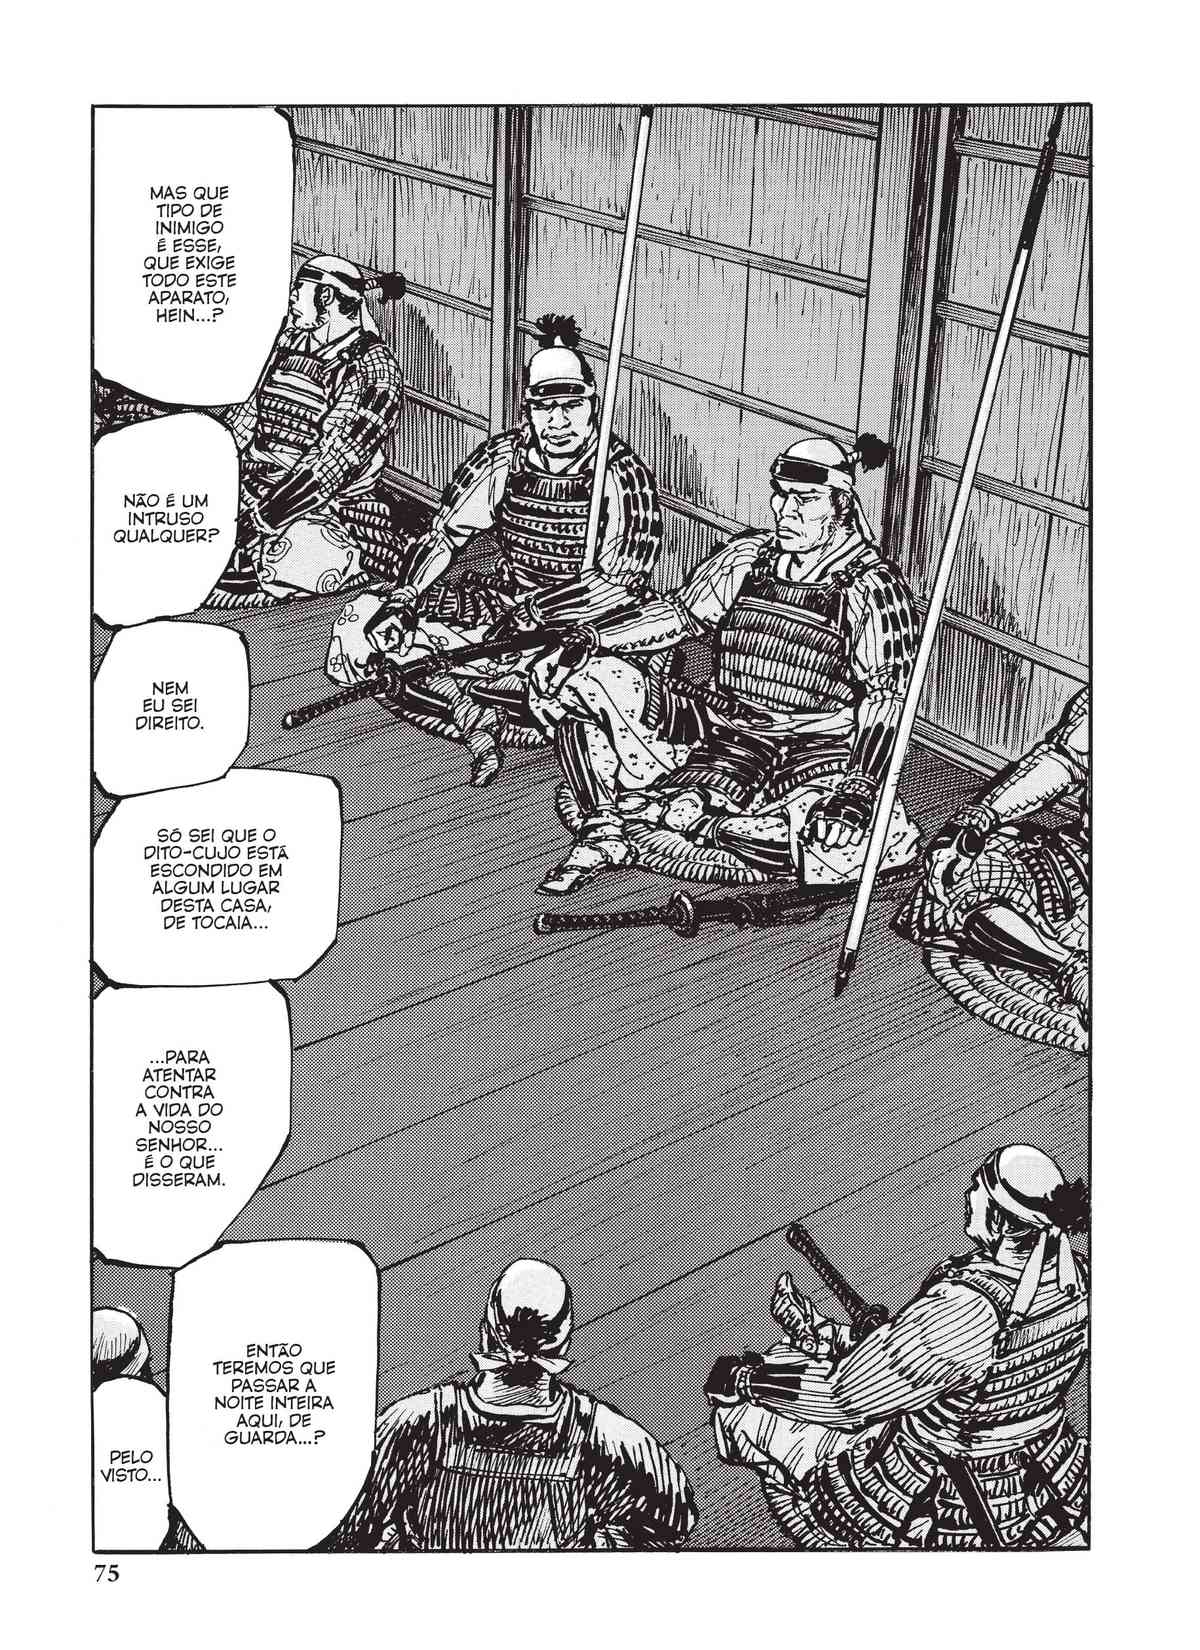 MAS QUE
TIPO DE
INIMIGO
É ESSE,
QUE EXIGE
TODO ESTE
APARATO,
HEIN...?
NÃO É UM
INTRUSO
QUALQUER?
NEM
EU SEI
DIREITO.
SÓ SEI QUE O
DITO-CUJO ESTÁ
ESCONDIDO EM
ALGUM LUGAR
DESTA CASA,
DE TOCAIA...
...PARA
ATENTAR
CONTRA
A VIDA DO
NOSSO
SENHOR...
É O QUE
DISSERAM.
ENTÃO
TEREMOS QUE
PASSAR A
NOITE INTEIRA
AQUI, DE
GUARDA...?
PELO
VISTO...
75